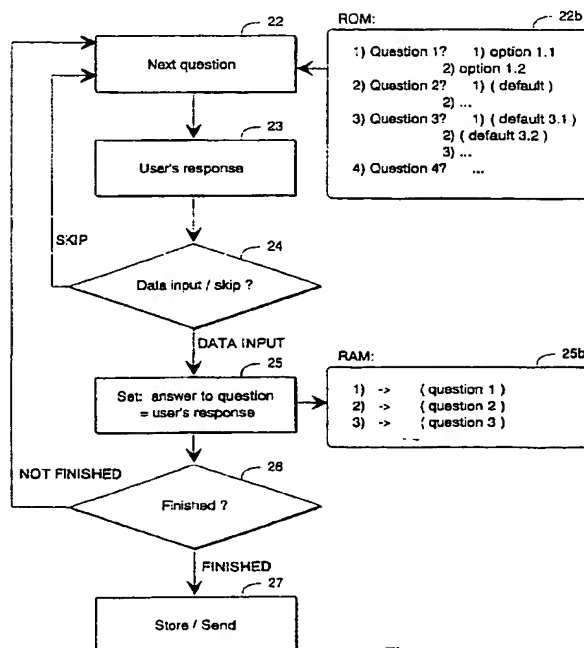 22
Next question
ROM:
22b
1) Question 1? 1) option 1.1
2) option 1.2
2) Question 2? 1) ( default )
2) ...
3) Question 3? 1) ( default 3.1 )
2) ( default 3.2 )
3) ...
4) Question 4? ...
23
User's response
SKIP
24
Data input / skip ?
DATA INPUT
25
Set: answer to question
= user's response
RAM:
25b
1) -> ( question 1 )
2) -> ( question 2 )
3) -> ( question 3 )
NOT FINISHED
26
Finished ?
FINISHED
27
Store / Send